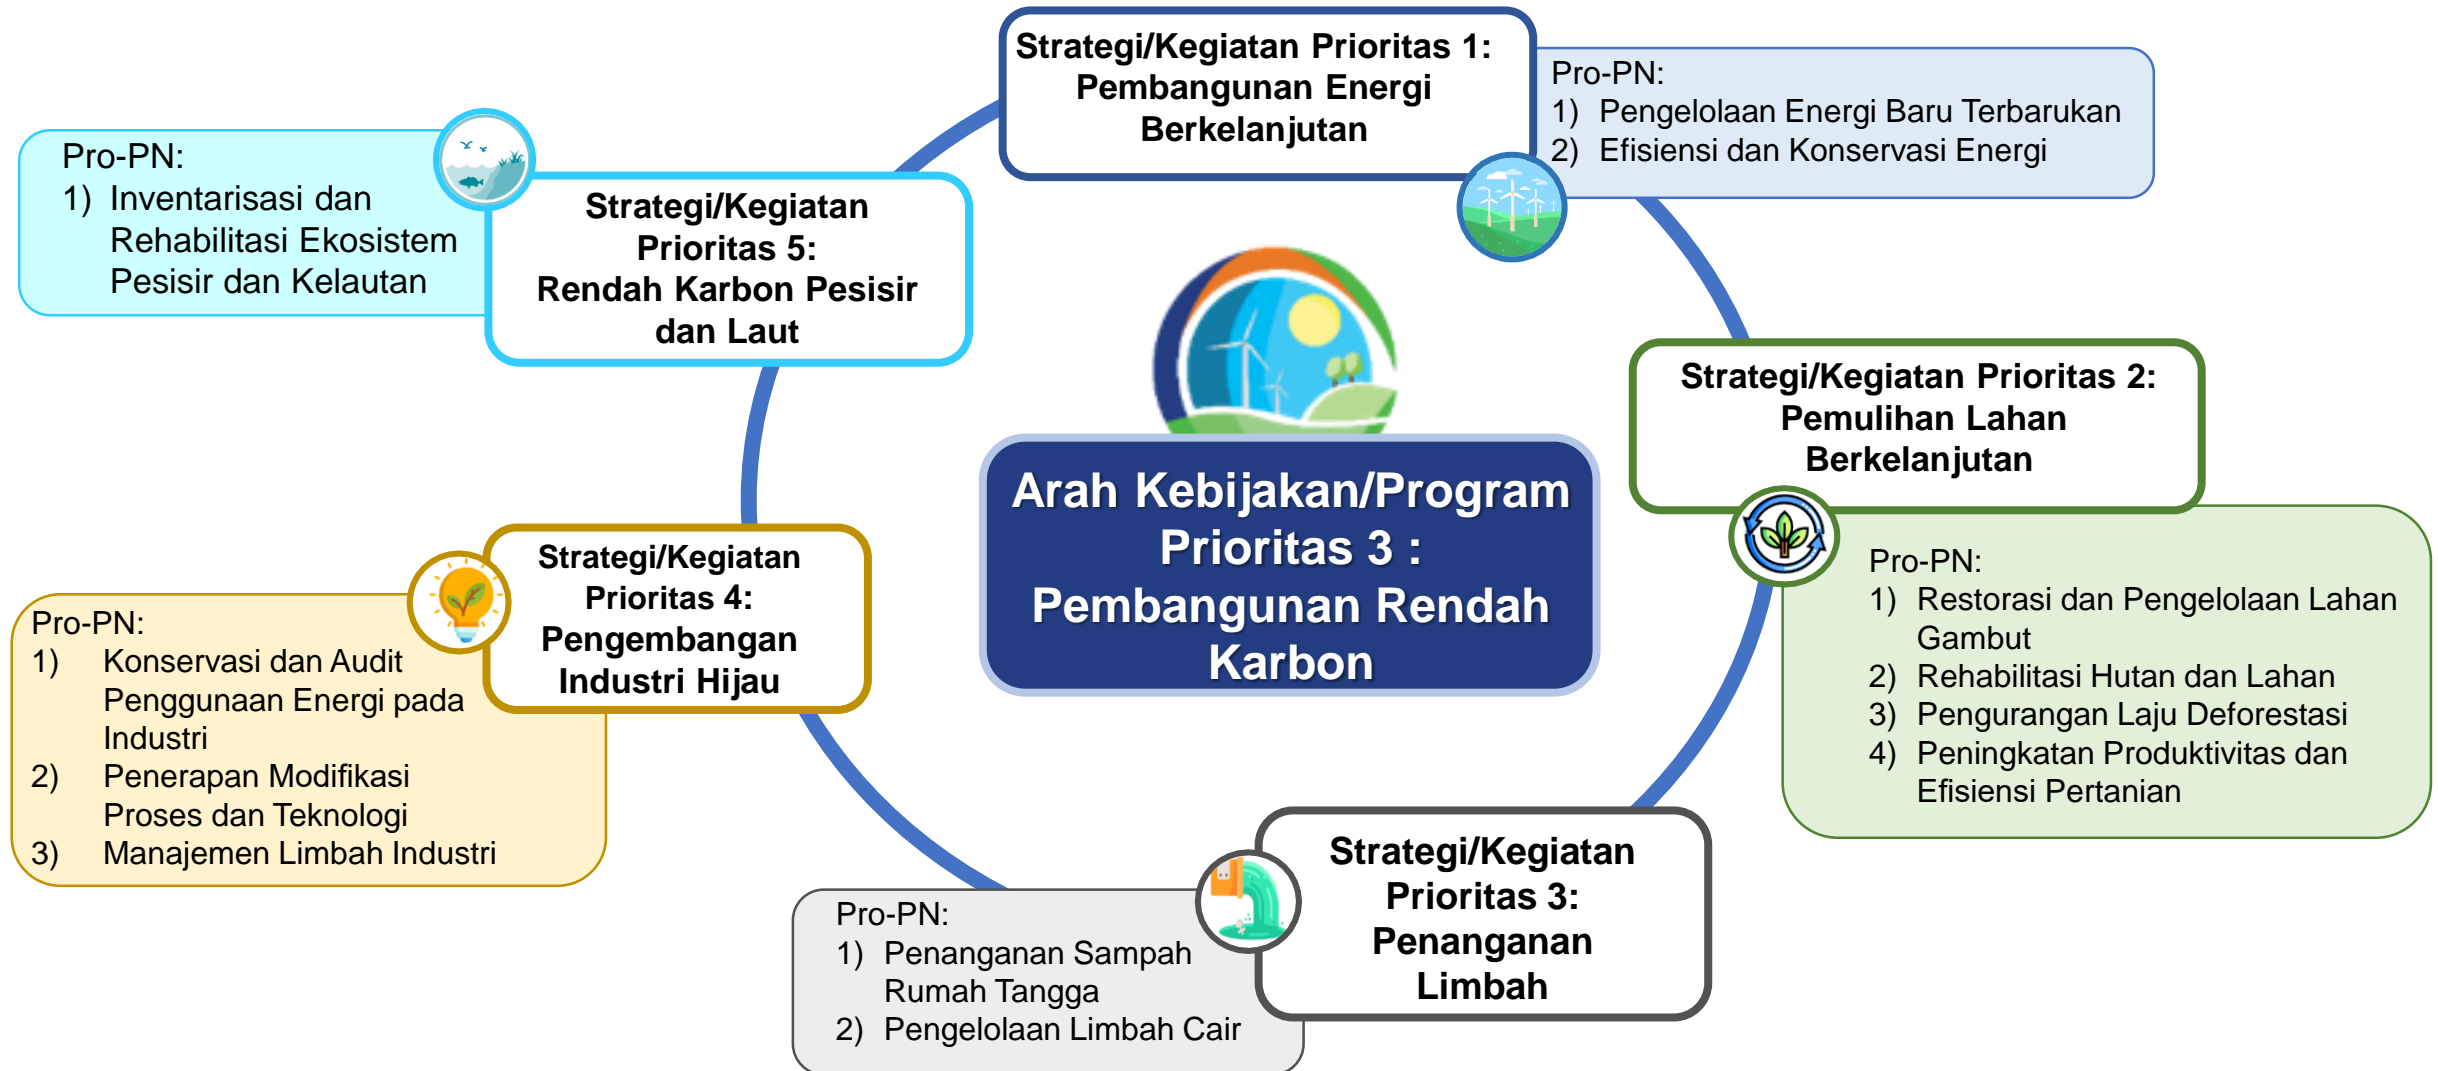 Arah Kebijakan/Program
Prioritas 3 :
Pembangunan Rendah
Karbon
Strategi/Kegiatan Prioritas 1:
Pembangunan Energi
Berkelanjutan
Pro-PN:
1) Pengelolaan Energi Baru Terbarukan
2) Efisiensi dan Konservasi Energi
Strategi/Kegiatan Prioritas 2:
Pemulihan Lahan
Berkelanjutan
Pro-PN:
1) Restorasi dan Pengelolaan Lahan
Gambut
2) Rehabilitasi Hutan dan Lahan
3) Pengurangan Laju Deforestasi
4) Peningkatan Produktivitas dan
Efisiensi Pertanian
Strategi/Kegiatan
Prioritas 3:
Penanganan
Limbah
Pro-PN:
1) Penanganan Sampah
Rumah Tangga
2) Pengelolaan Limbah Cair
Strategi/Kegiatan
Prioritas 4:
Pengembangan
Industri Hijau
Pro-PN:
1) Konservasi dan Audit
Penggunaan Energi pada
Industri
2) Penerapan Modifikasi
Proses dan Teknologi
3) Manajemen Limbah Industri
Strategi/Kegiatan
Prioritas 5:
Rendah Karbon Pesisir
dan Laut
Pro-PN:
1) Inventarisasi dan
Rehabilitasi Ekosistem
Pesisir dan Kelautan